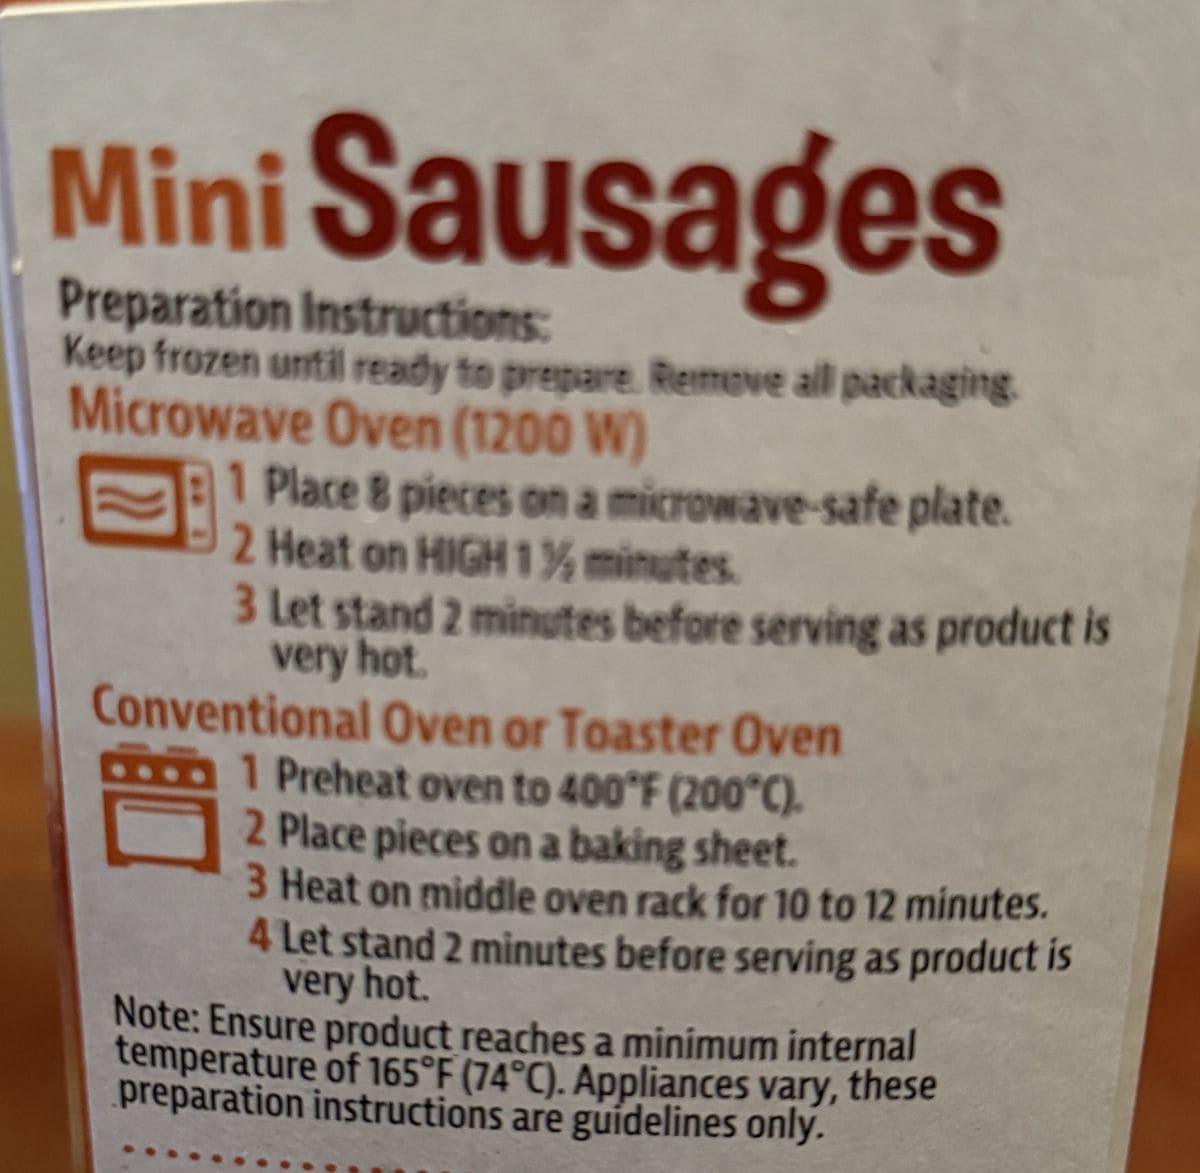 Mini Sausages
Preparation Instructions:
Keep frozen until ready to prepare. Remove all packaging.
Microwave Oven (1200 W)
1 Place 8 pieces on a microwave-safe plate.
2 Heat on HIGH 1 ½ minutes.
3 Let stand 2 minutes before serving as product is
very hot.
Conventional Oven or Toaster Oven
1 Preheat oven to 400°F (200°C).
2 Place pieces on a baking sheet.
3 Heat on middle oven rack for 10 to 12 minutes.
4 Let stand 2 minutes before serving as product is
very hot.
Note: Ensure product reaches a minimum internal
temperature of 165°F (74°C). Appliances vary, these
preparation instructions are guidelines only.